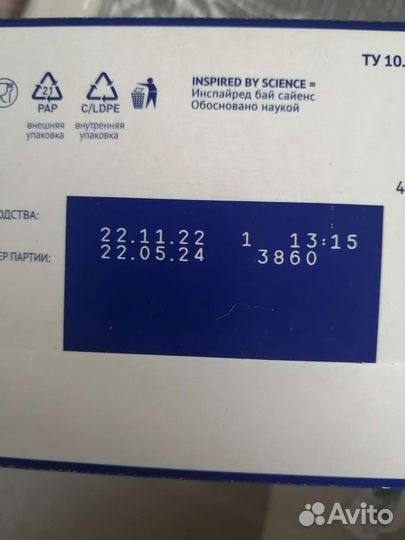 ТУ 10.
21
PAP
C/LDPE
внешняя
упаковка
внутренняя
упаковка
INSPIRED BY SCIENCE =
Инспайред бай сайенс
Обосновано наукой
4
ОДСТВА:
22.11.22 1 13:15
ЕР ПАРТИИ:
22.05.24 3860
Avito